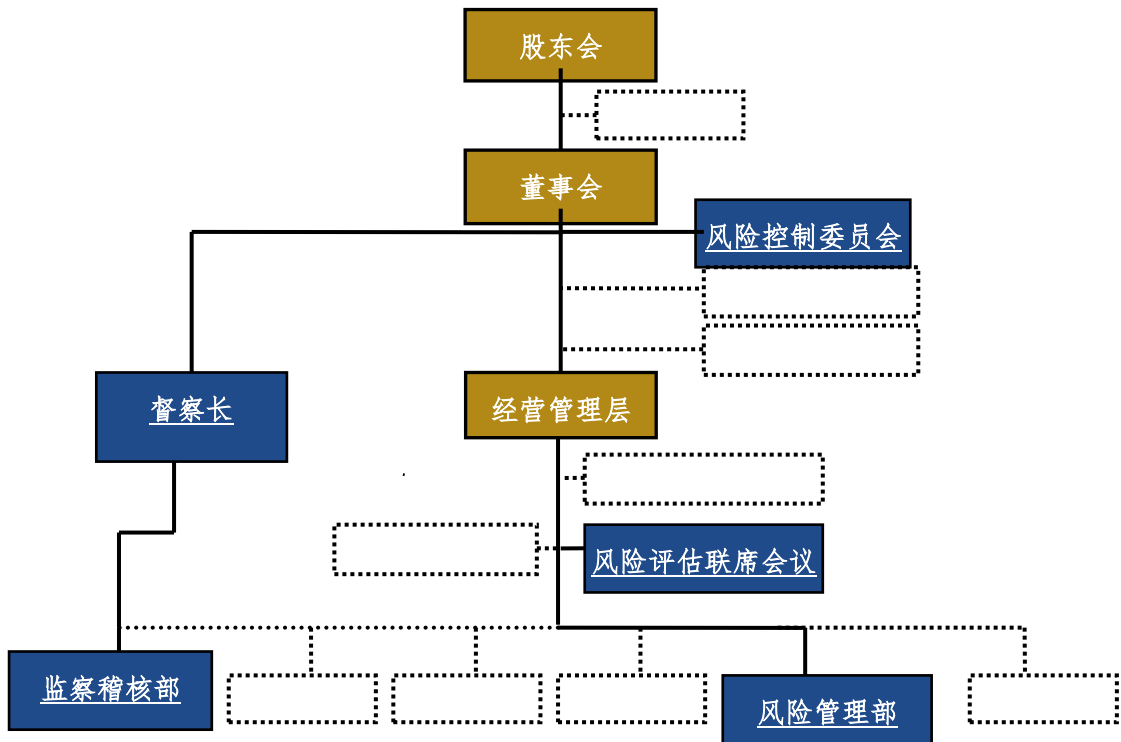 股东会
董事会
风险控制委员会
督察长
经营管理层
风险评估联席会议
监察稽核部
风险管理部